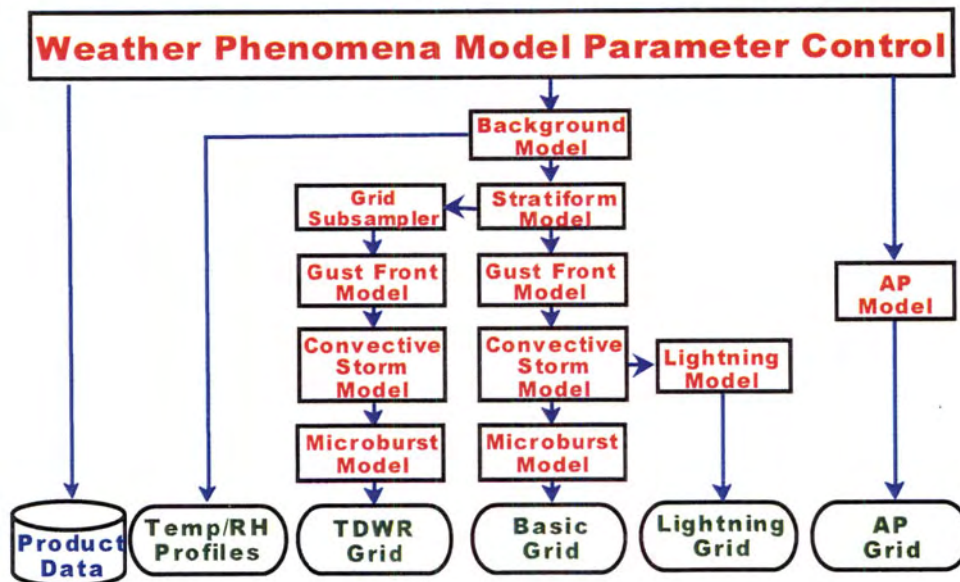 Weather Phenomena Model Parameter Control
Background
Model
Grid
Subsampler
Stratiform
Model
Gust Front
Model
Gust Front
Model
AP
Model
Convective
Storm
Model
Convective
Storm
Model
Lightning
Model
Microburst
Model
Microburst
Model
Product
Data
Temp/RH
Profiles
TDWR
Grid
Basic
Grid
Lightning
Grid
AP
Grid